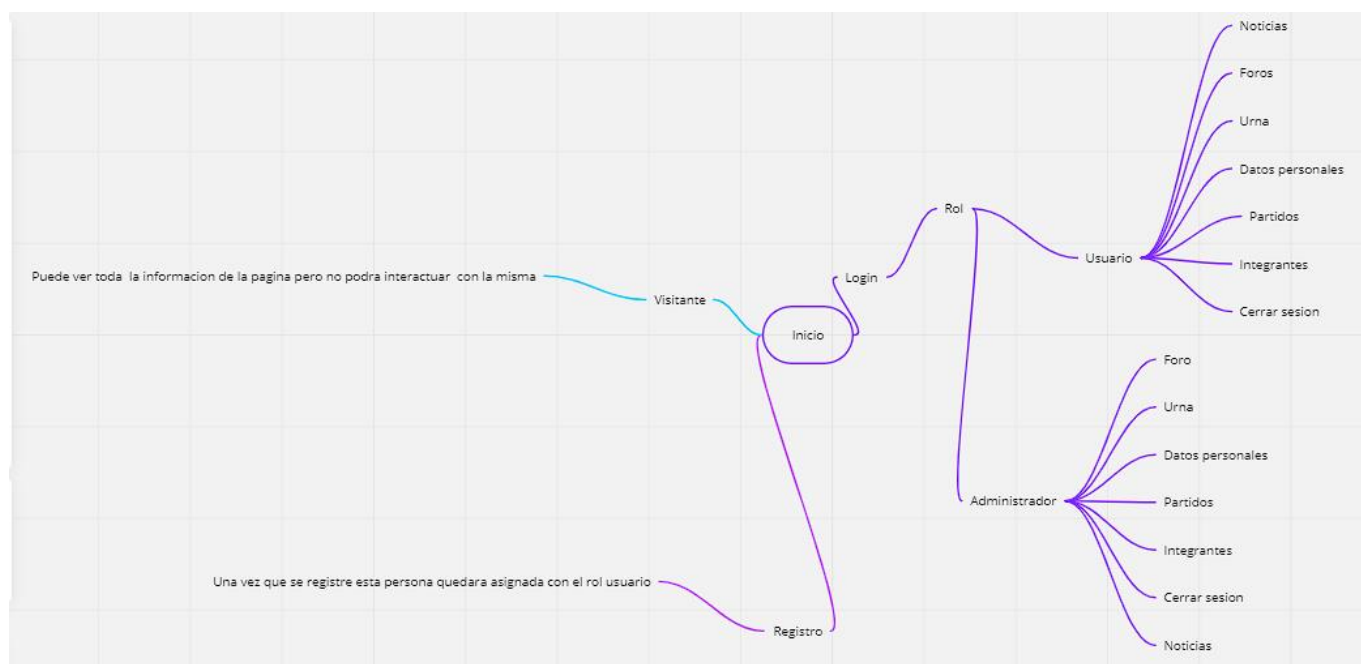 Noticias
Foros
Urna
Datos personales
Partidos
Integrantes
Cerrar sesion
Rol
Usuario
Login
Puede ver toda  la informacion de la pagina pero no podra interactuar  con la misma
Visitante
Inicio
Foro
Urna
Datos personales
Partidos
Integrantes
Cerrar sesion
Noticias
Administrador
Una vez que se registre esta persona quedara asignada con el rol usuario
Registro